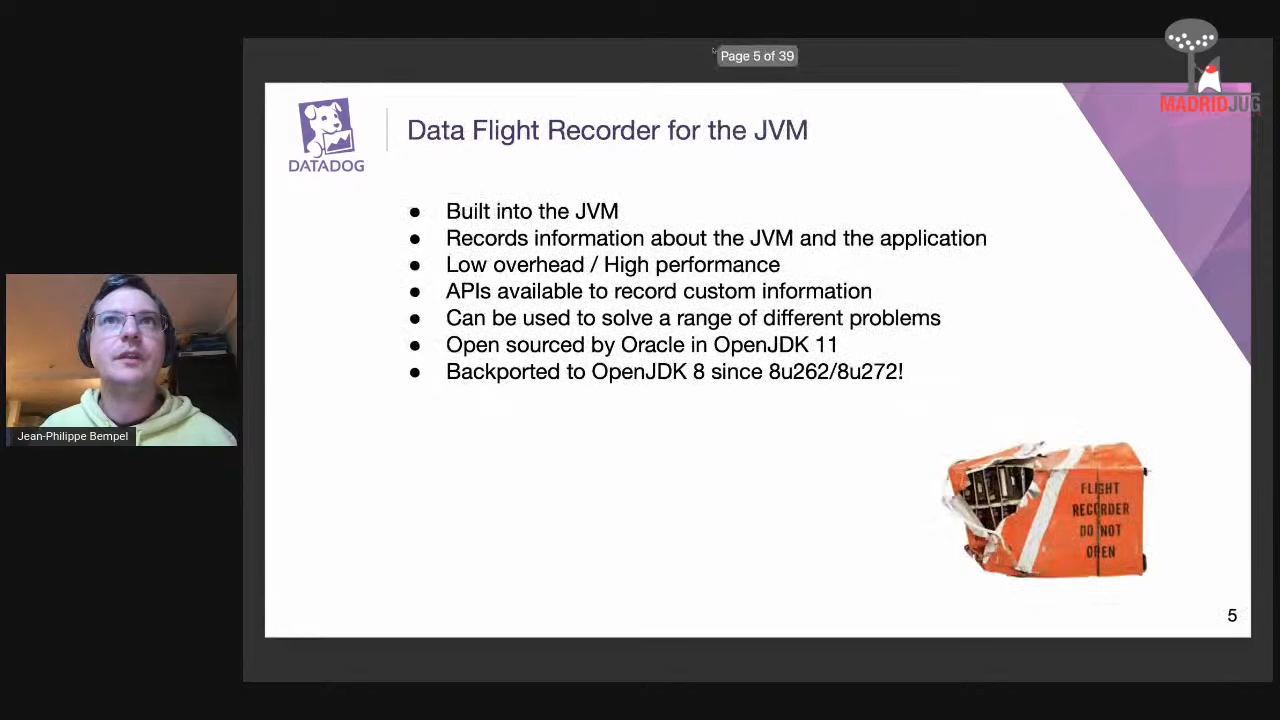 Page 5 of 39
MADRIDJUG
DATADOG
Data Flight Recorder for the JVM
● Built into the JVM
● Records information about the JVM and the application
● Low overhead / High performance
● APIs available to record custom information
● Can be used to solve a range of different problems
● Open sourced by Oracle in OpenJDK 11
● Backported to OpenJDK 8 since 8u262/8u272!
Jean-Philippe Bempel
FLIGHT
RECORDER
DO NOT
OPEN
5